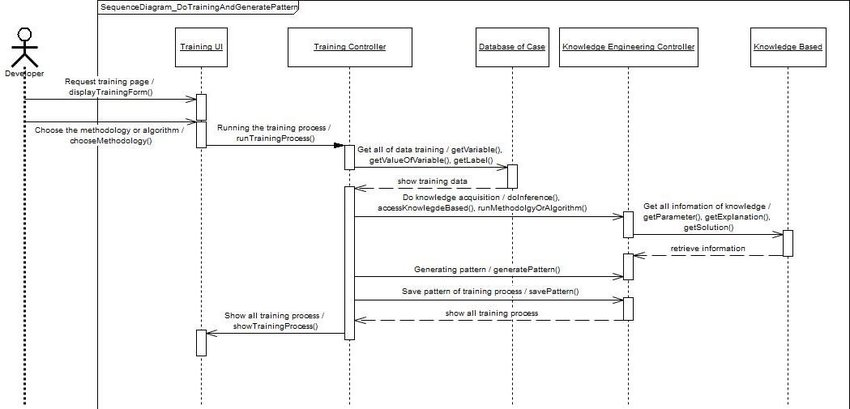 SequenceDiagram_DoTrainingAndGeneratePattern
Training UI
Training Controller
Database of Case
Knowledge Engineering Controller
Knowledge Based
Developer
Request training page /
displayTrainingForm()
Choose the methodology or algorithm /
chooseMethodology()
Running the training process /
runTrainingProcess()
Get all of data training / getVariable(),
getValueOfVariable(), getLabel()
show training data
Do knowledge acquisition / doInference(),
accessKnowlegdeBased(), runMethodolgyOrAlgorithm()
Get all infomation of knowledge /
getParameter(), getExplanation(),
getSolution()
retrieve information
Generating pattern / generatePattern()
Save pattern of training process / savePattern()
show all training process
Show all training process /
showTrainingProcess()